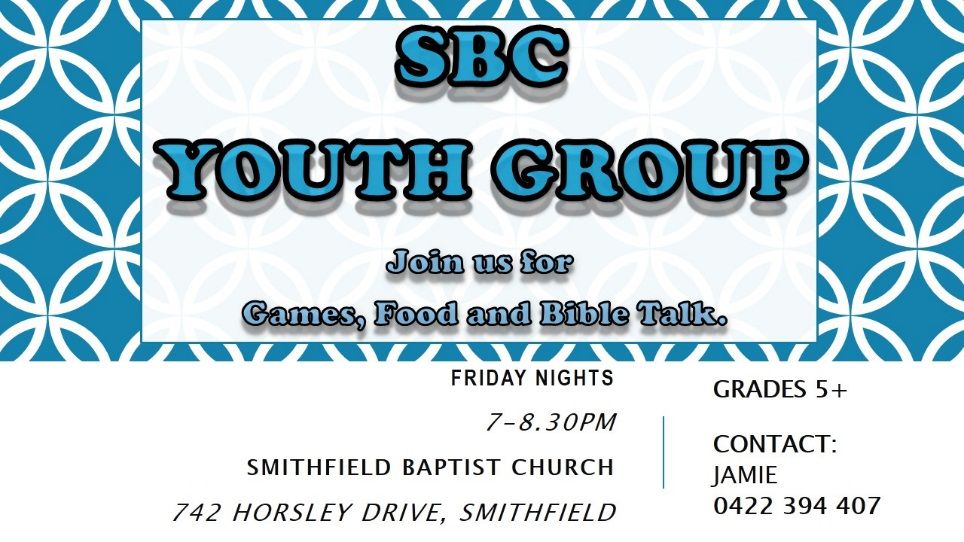 SBC
YOUTH GROUP
Join us for
Games, Food and Bible Talk.
FRIDAY NIGHTS
7-8.30PM
SMITHFIELD BAPTIST CHURCH
742 HORSLEY DRIVE, SMITHFIELD
GRADES 5+
CONTACT:
JAMIE
0422 394 407